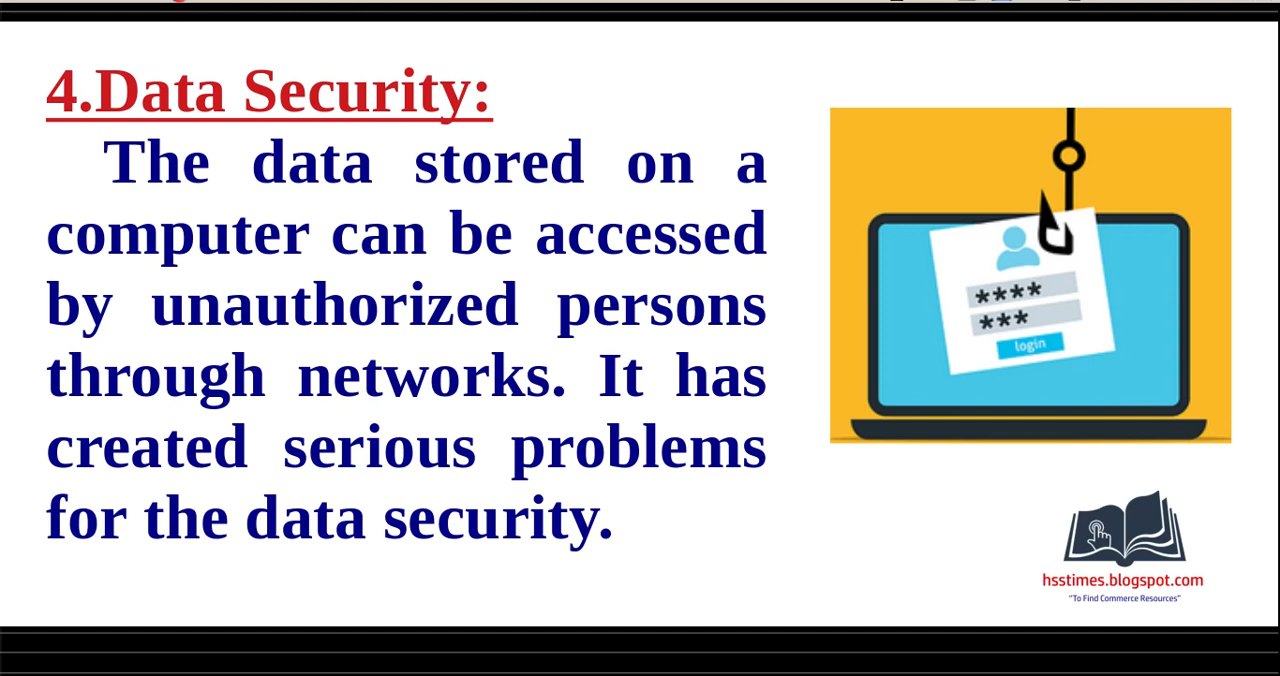 4.Data Security:
The data stored on a
computer can be accessed
by unauthorized persons
through networks. It has
created serious problems
for the data security.
****
***
login
hsstimes.blogspot.com
"To Find Commerce Resources"